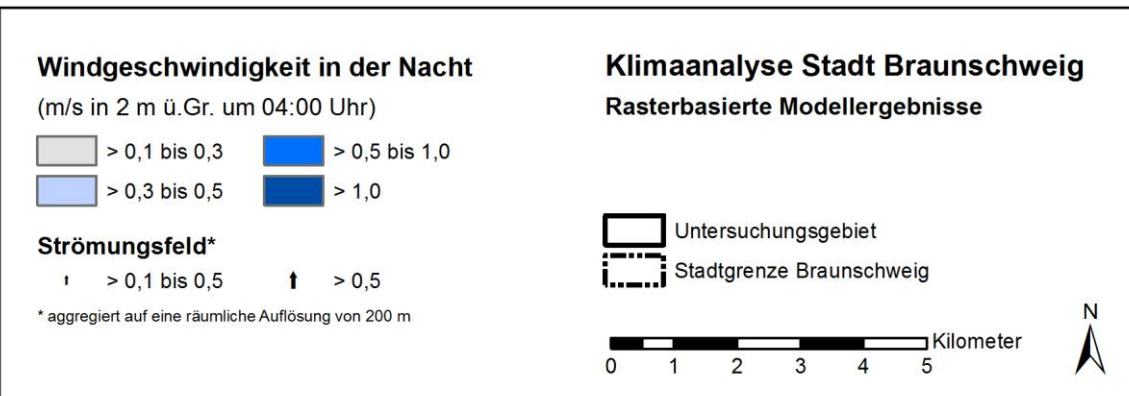 Windgeschwindigkeit in der Nacht
(m/s in 2 m ü.Gr. um 04:00 Uhr)
> 0,1 bis 0,3
> 0,5 bis 1,0
> 0,3 bis 0,5
> 1,0
Strömungsfeld*
> 0,1 bis 0,5
> 0,5
* aggregiert auf eine räumliche Auflösung von 200 m
Klimaanalyse Stadt Braunschweig
Rasterbasierte Modellergebnisse
Untersuchungsgebiet
Stadtgrenze Braunschweig
Kilometer
0 1 2 3 4 5
N